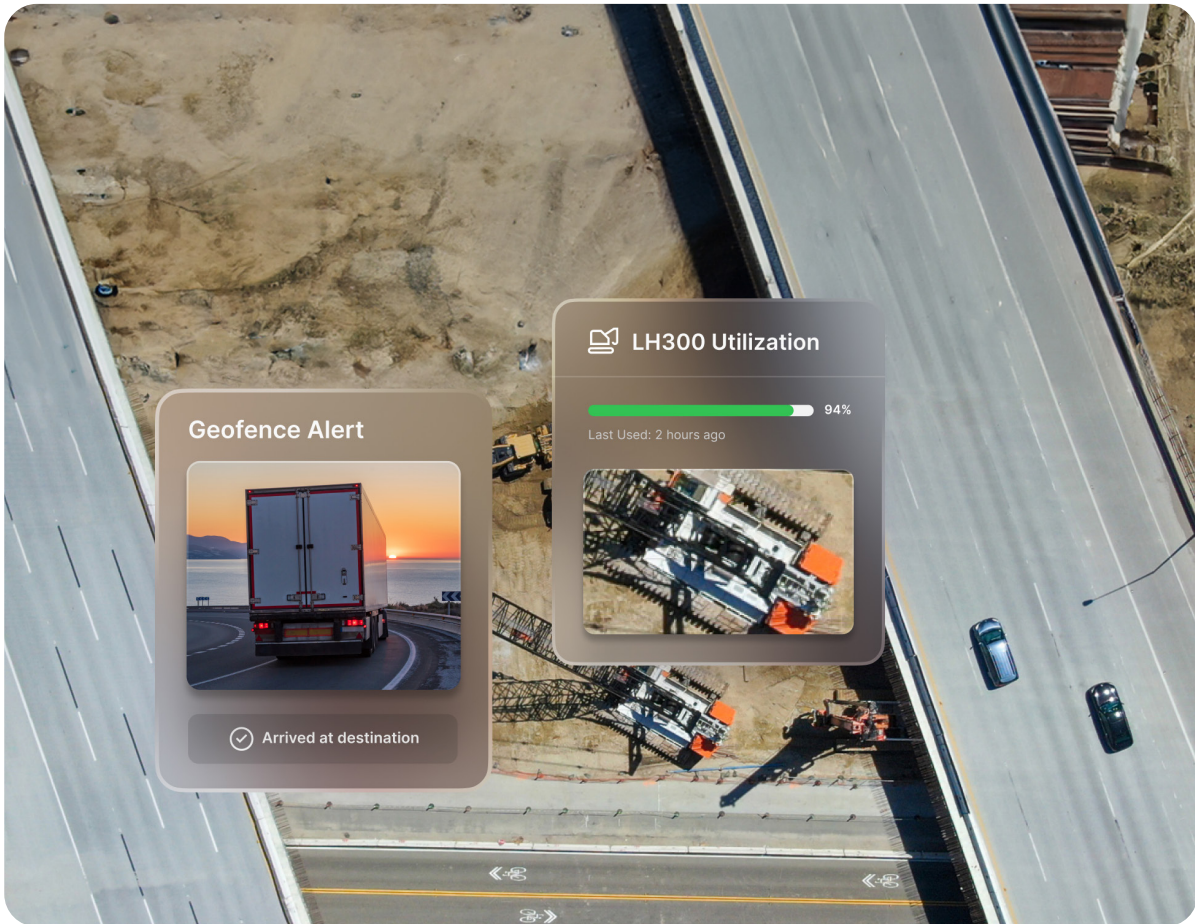 Geofence Alert
Arrived at destination
LH300 Utilization
94%
Last Used: 2 hours ago